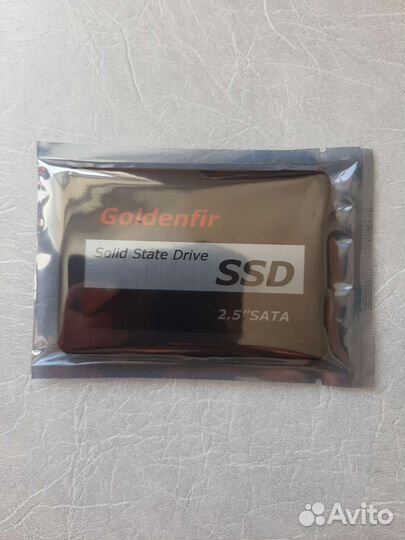 Goldenfir
Solid State Drive
SSD
2.5"SATA
Avito